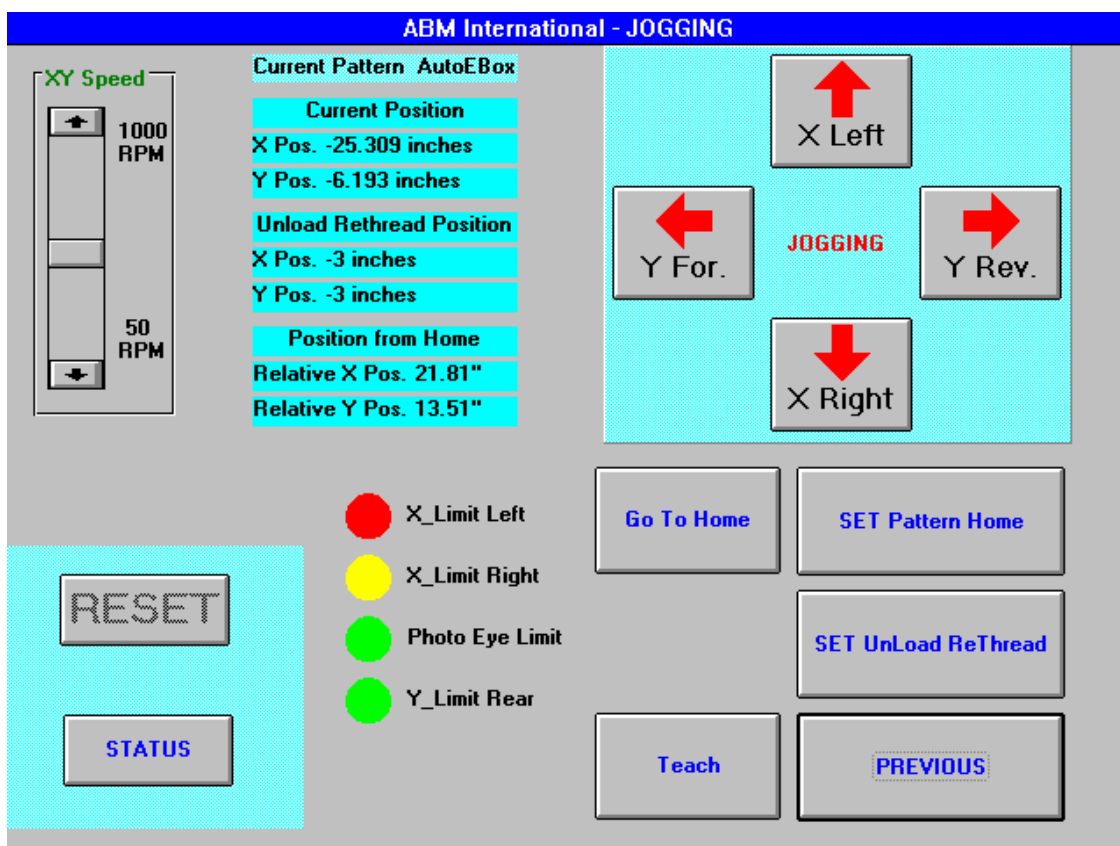 ABM International - JOGGING
XY Speed
1000
RPM
50
RPM
Current Pattern AutoEBox
Current Position
X Pos. -25.309 inches
Y Pos. -6.193 inches
Unload Rethread Position
X Pos. -3 inches
Y Pos. -3 inches
Position from Home
Relative X Pos. 21.81"
Relative Y Pos. 13.51"
X Left
Y For.
JOGGING
Y Rev.
X Right
X_Limit Left
X_Limit Right
Photo Eye Limit
Y_Limit Rear
RESET
STATUS
Go To Home
SET Pattern Home
SET UnLoad ReThread
Teach
PREVIOUS